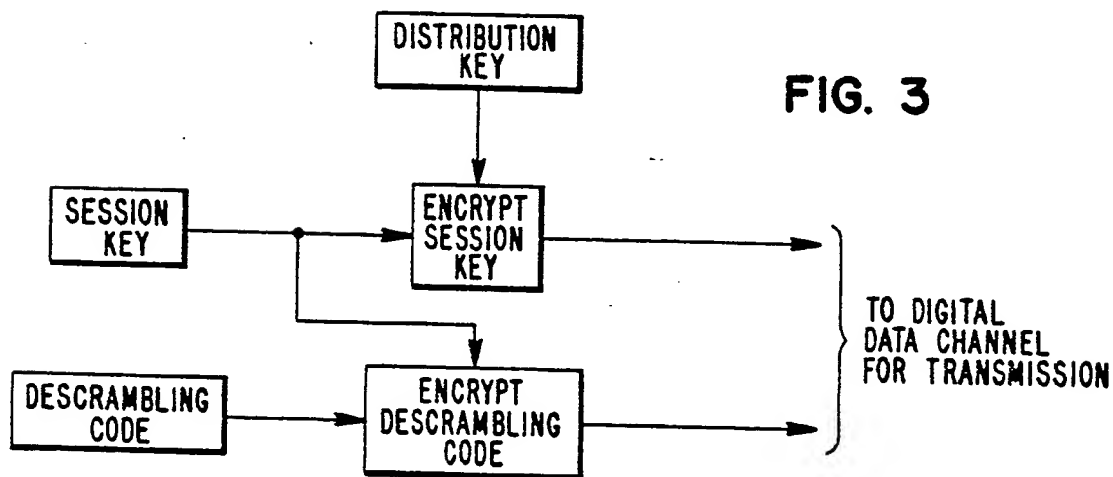 DISTRIBUTION
KEY
FIG. 3
SESSION
KEY
ENCRYPT
SESSION
KEY
TO DIGITAL
DATA CHANNEL
FOR TRANSMISSION
DESCRAMBLING
CODE
ENCRYPT
DESCRAMBLING
CODE